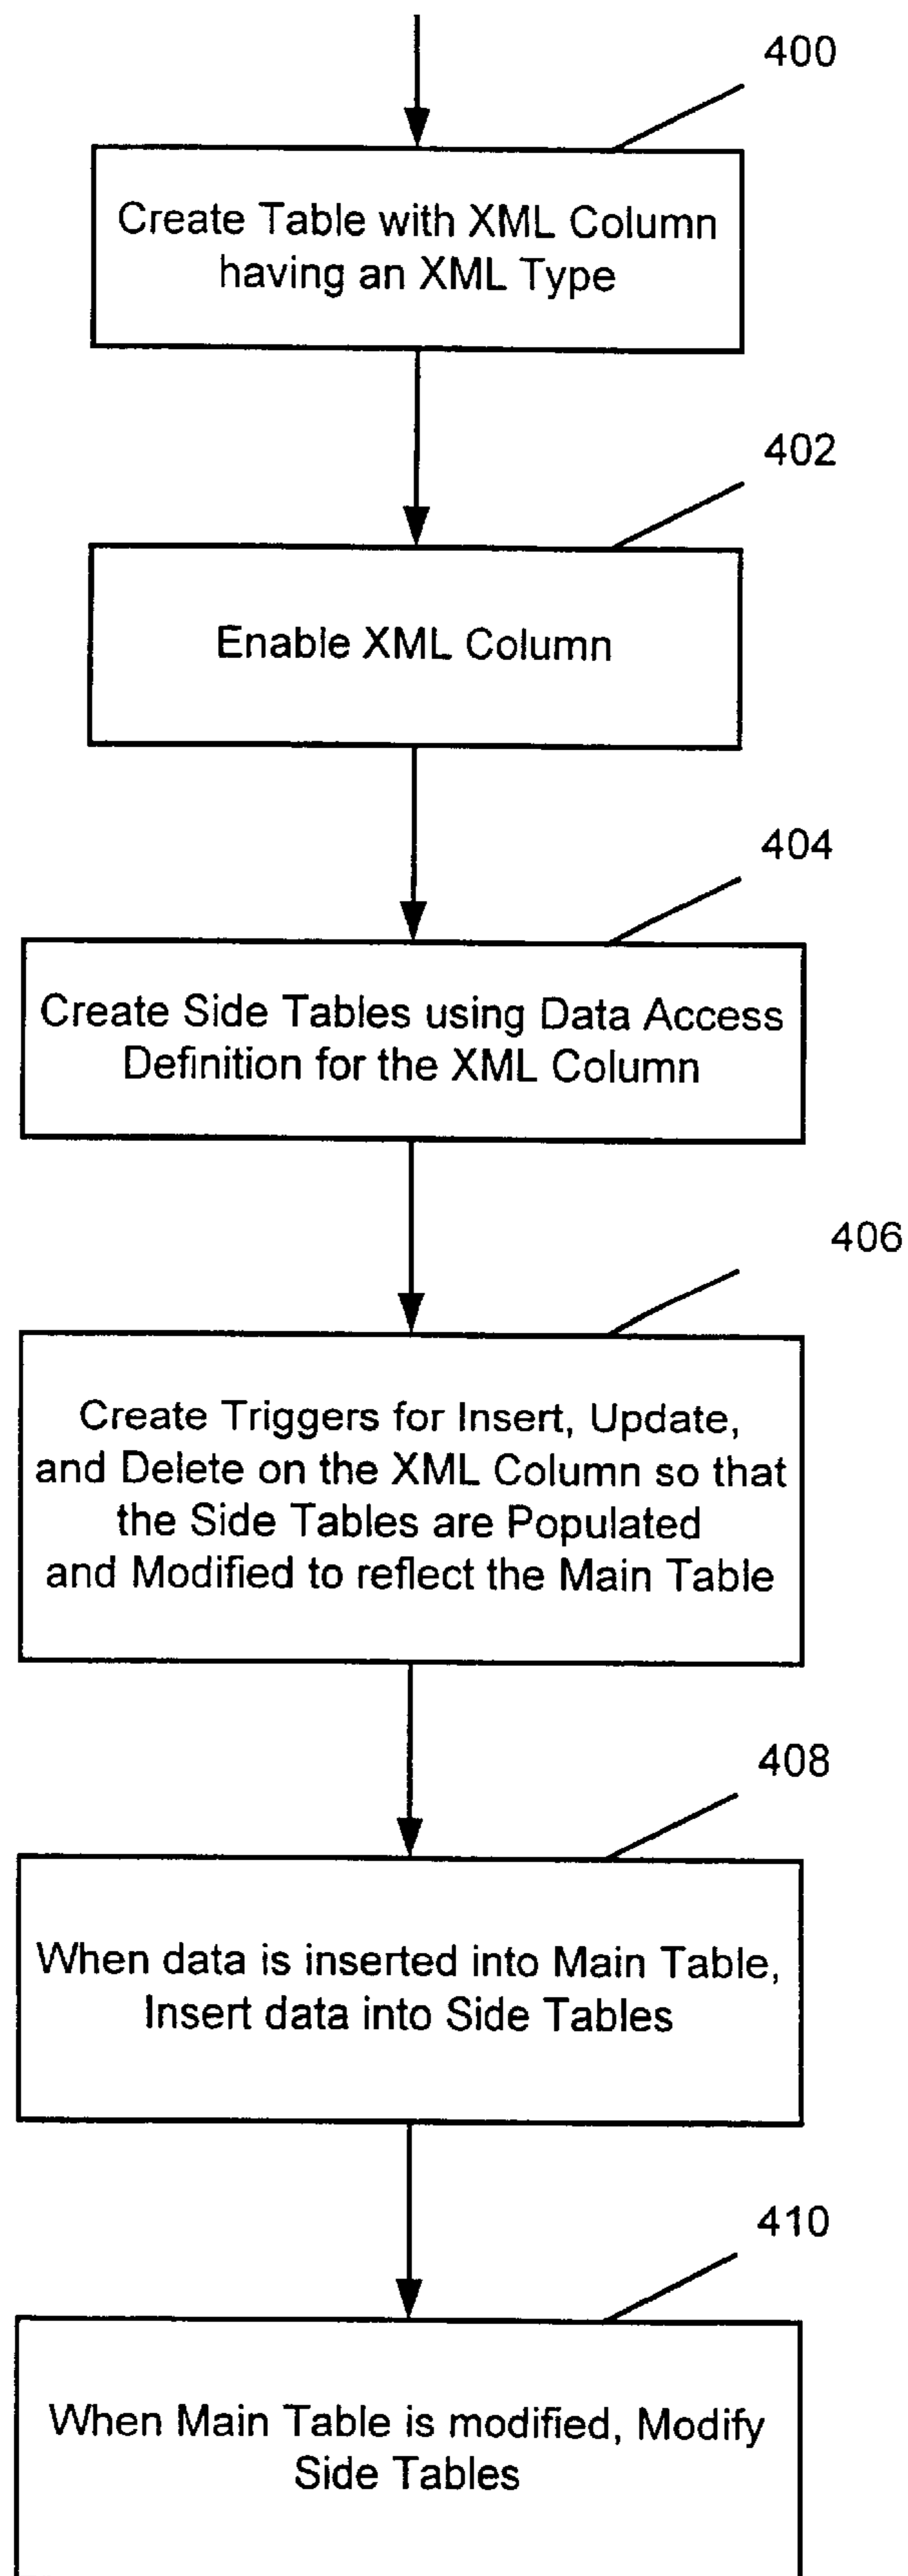 400
Create Table with XML Column
having an XML Type
402
Enable XML Column
404
Create Side Tables using Data Access
Definition for the XML Column
406
Create Triggers for Insert, Update,
and Delete on the XML Column so that
the Side Tables are Populated
and Modified to reflect the Main Table
408
When data is inserted into Main Table,
Insert data into Side Tables
410
When Main Table is modified, Modify
Side Tables